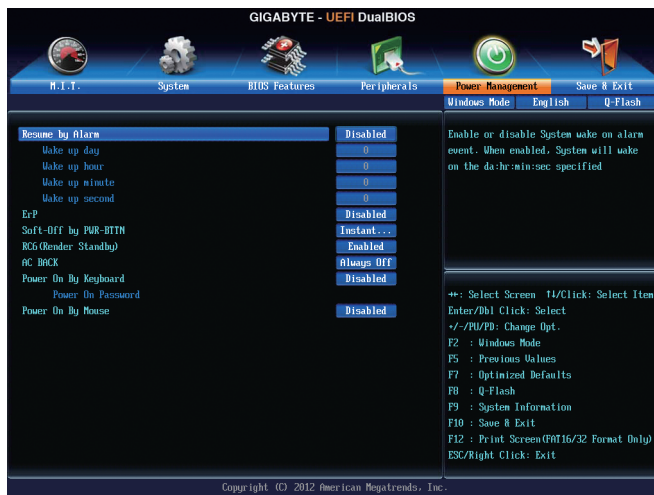 GIGABYTE - UEFI DualBIOS
M.I.T. System BIOS Features Peripherals Power Management Save & Exit
Windows Mode English Q-Flash
Resume by Alarm Disabled
Wake up day 0
Wake up hour 0
Wake up minute 0
Wake up second 0
ErP Disabled
Soft-Off by PWR-BTTN Instant...
RC6(Render Standby) Enabled
AC BACK Always Off
Power On By Keyboard Disabled
Power On Password
Power On By Mouse Disabled
Enable or disable System wake on alarm
event. When enabled, System will wake
on the da:hr:min:sec specified
→←: Select Screen ↑↓/Click: Select Item
Enter/Dbl Click: Select
+/-/PU/PD: Change Opt.
F2 : Windows Mode
F5 : Previous Values
F7 : Optimized Defaults
F8 : Q-Flash
F9 : System Information
F10 : Save & Exit
F12 : Print Screen(FAT16/32 Format Only)
ESC/Right Click: Exit
Copyright (C) 2012 American Megatrends, Inc.